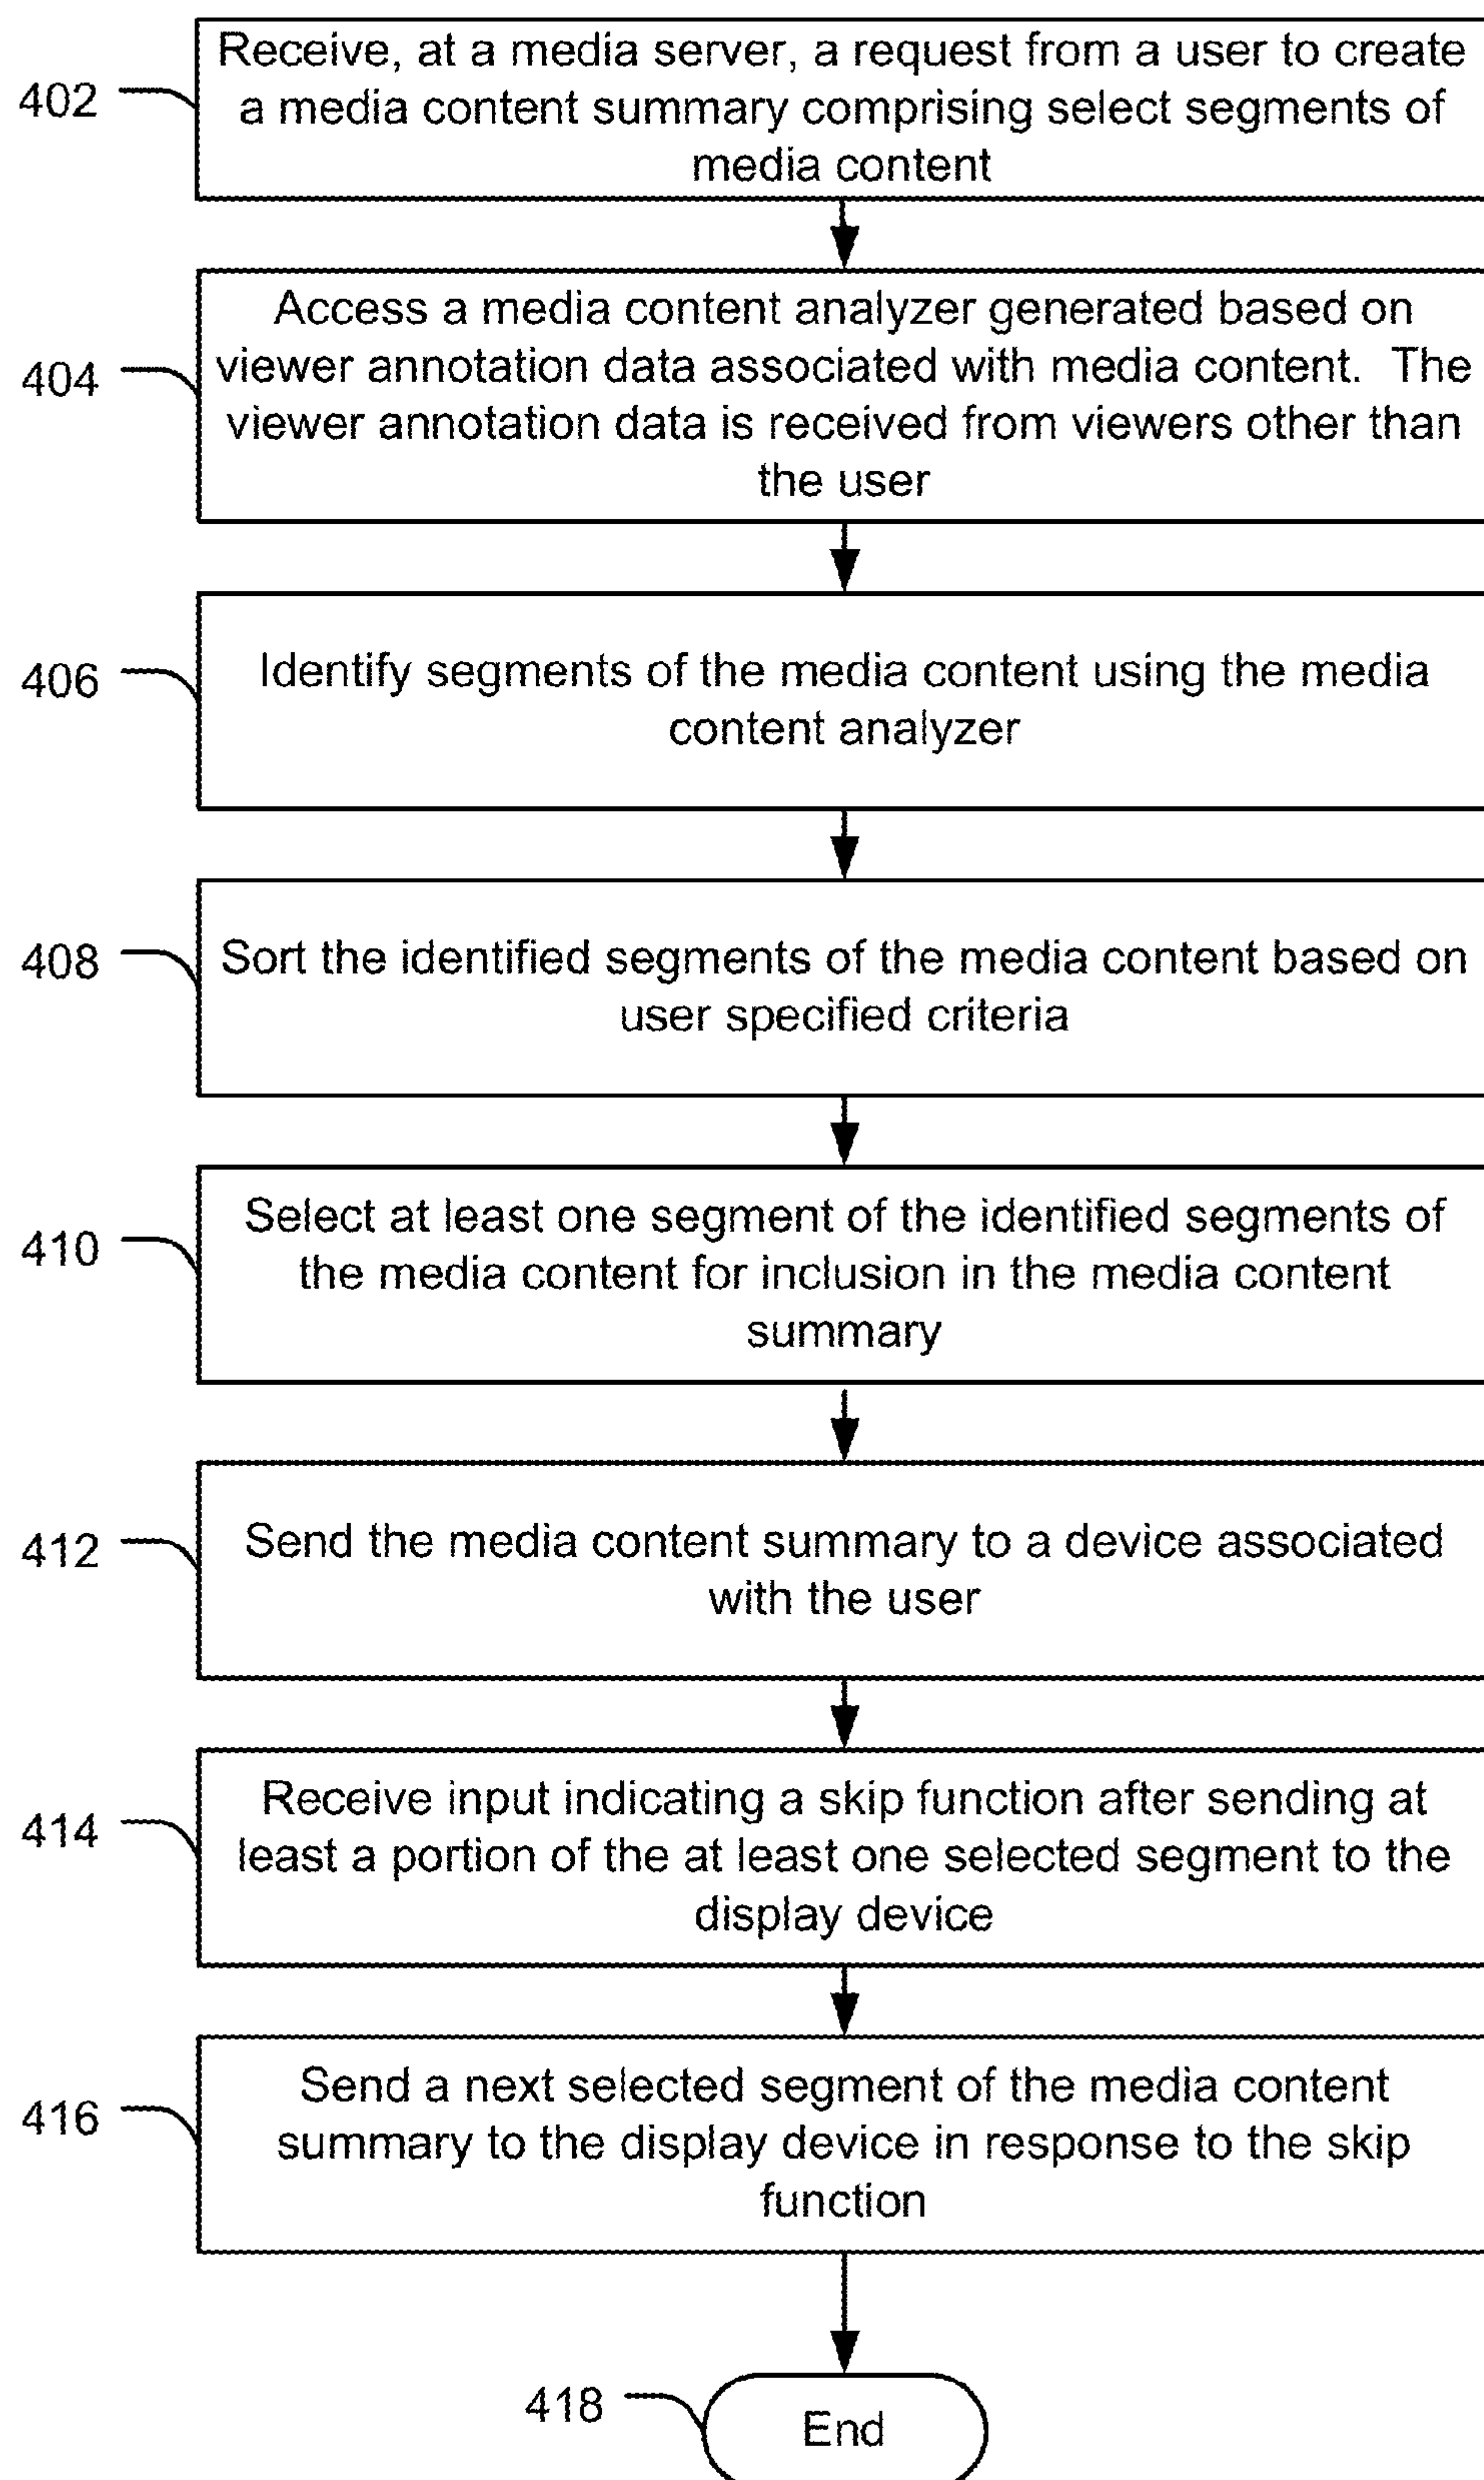 402
Receive, at a media server, a request from a user to create
a media content summary comprising select segments of
media content
404
Access a media content analyzer generated based on
viewer annotation data associated with media content. The
viewer annotation data is received from viewers other than
the user
406
Identify segments of the media content using the media
content analyzer
408
Sort the identified segments of the media content based on
user specified criteria
410
Select at least one segment of the identified segments of
the media content for inclusion in the media content
summary
412
Send the media content summary to a device associated
with the user
414
Receive input indicating a skip function after sending at
least a portion of the at least one selected segment to the
display device
416
Send a next selected segment of the media content
summary to the display device in response to the skip
function
418
End